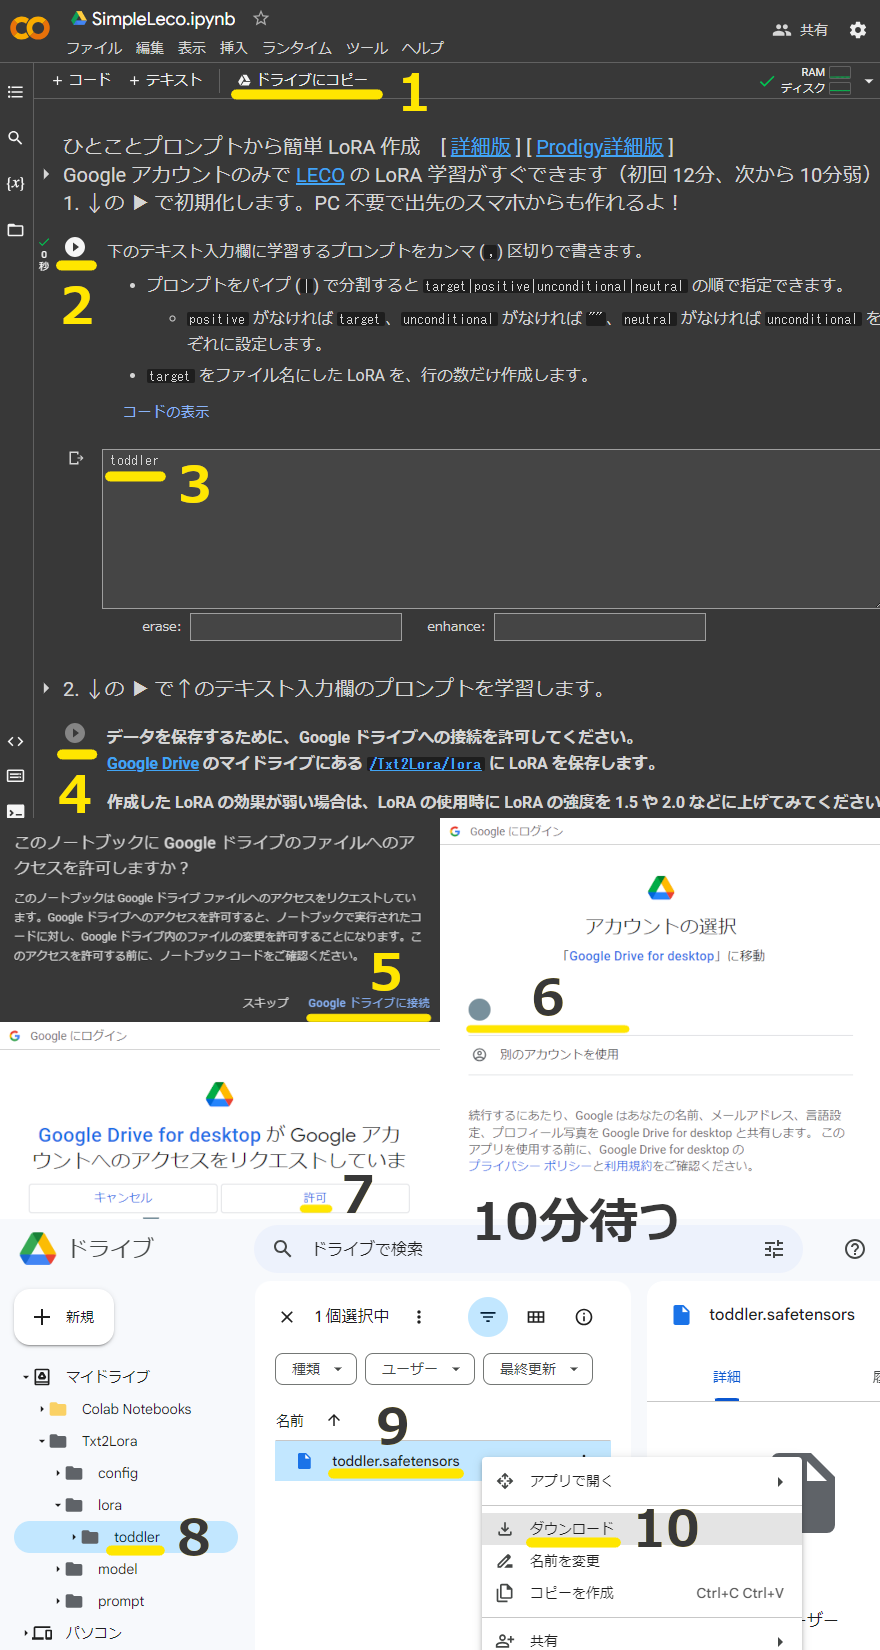 SimpleLeco.ipynb
ファイル 編集 表示 挿入 ランタイム ツール ヘルプ
共有
+ コード + テキスト ドライブにコピー 1
RAM
ディスク
ひとことプロンプトから簡単 LoRA 作成 [ 詳細版 ] [ Prodigy詳細版 ]
Google アカウントのみで LECO の LoRA 学習がすぐできます（初回 12分、次から 10分弱）
1. ↓の ▶ で初期化します。PC 不要で出先のスマホからも作れるよ！
0
秒
下のテキスト入力欄に学習するプロンプトをカンマ ( , ) 区切りで書きます。
2
• プロンプトをパイプ ( | ) で分割すると target|positive|unconditional|neutral の順で指定できます。
◦ positive がなければ target 、 unconditional がなければ "" 、 neutral がなければ unconditional を
ぞれに設定します。
• target をファイル名にした LoRA を、行の数だけ作成します。
コードの表示
toddler
3
erase:
enhance:
2. ↓の ▶ で↑のテキスト入力欄のプロンプトを学習します。
データを保存するために、Google ドライブへの接続を許可してください。
Google Drive のマイドライブにある /Txt2Lora/lora に LoRA を保存します。
4
作成した LoRA の効果が弱い場合は、LoRA の使用時に LoRA の強度を 1.5 や 2.0 などに上げてみてください
このノートブックに Google ドライブのファイルへのア
クセスを許可しますか？
このノートブックは Google ドライブ ファイルへのアクセスをリクエストしてい
ます。Google ドライブへのアクセスを許可すると、ノートブックで実行されたコ
ードに対し、Google ドライブ内のファイルの変更を許可することになります。こ
のアクセスを許可する前に、ノートブック コードをご確認ください。
5
スキップ Google ドライブに接続
Google にログイン
アカウントの選択
「Google Drive for desktop」に移動
6
別のアカウントを使用
続行するにあたり、Google はあなたの名前、メールアドレス、言語設
定、プロフィール写真を Google Drive for desktop と共有します。 この
アプリを使用する前に、Google Drive for desktop の
プライバシー ポリシーと利用規約をご確認ください。
Google にログイン
Google Drive for desktop が Google アカ
ウントへのアクセスをリクエストしていま
キャンセル 許可 7
10分待つ
ドライブ
ドライブで検索
新規
マイドライブ
Colab Notebooks
Txt2Lora
config
lora
toddler 8
model
prompt
パソコン
1 個選択中
種類 ユーザー 最終更新
名前 9
toddler.safetensors
toddler.safetensors
詳細
アプリで開く
ダウンロード 10
名前を変更
コピーを作成 Ctrl+C Ctrl+V
共有
ーザー